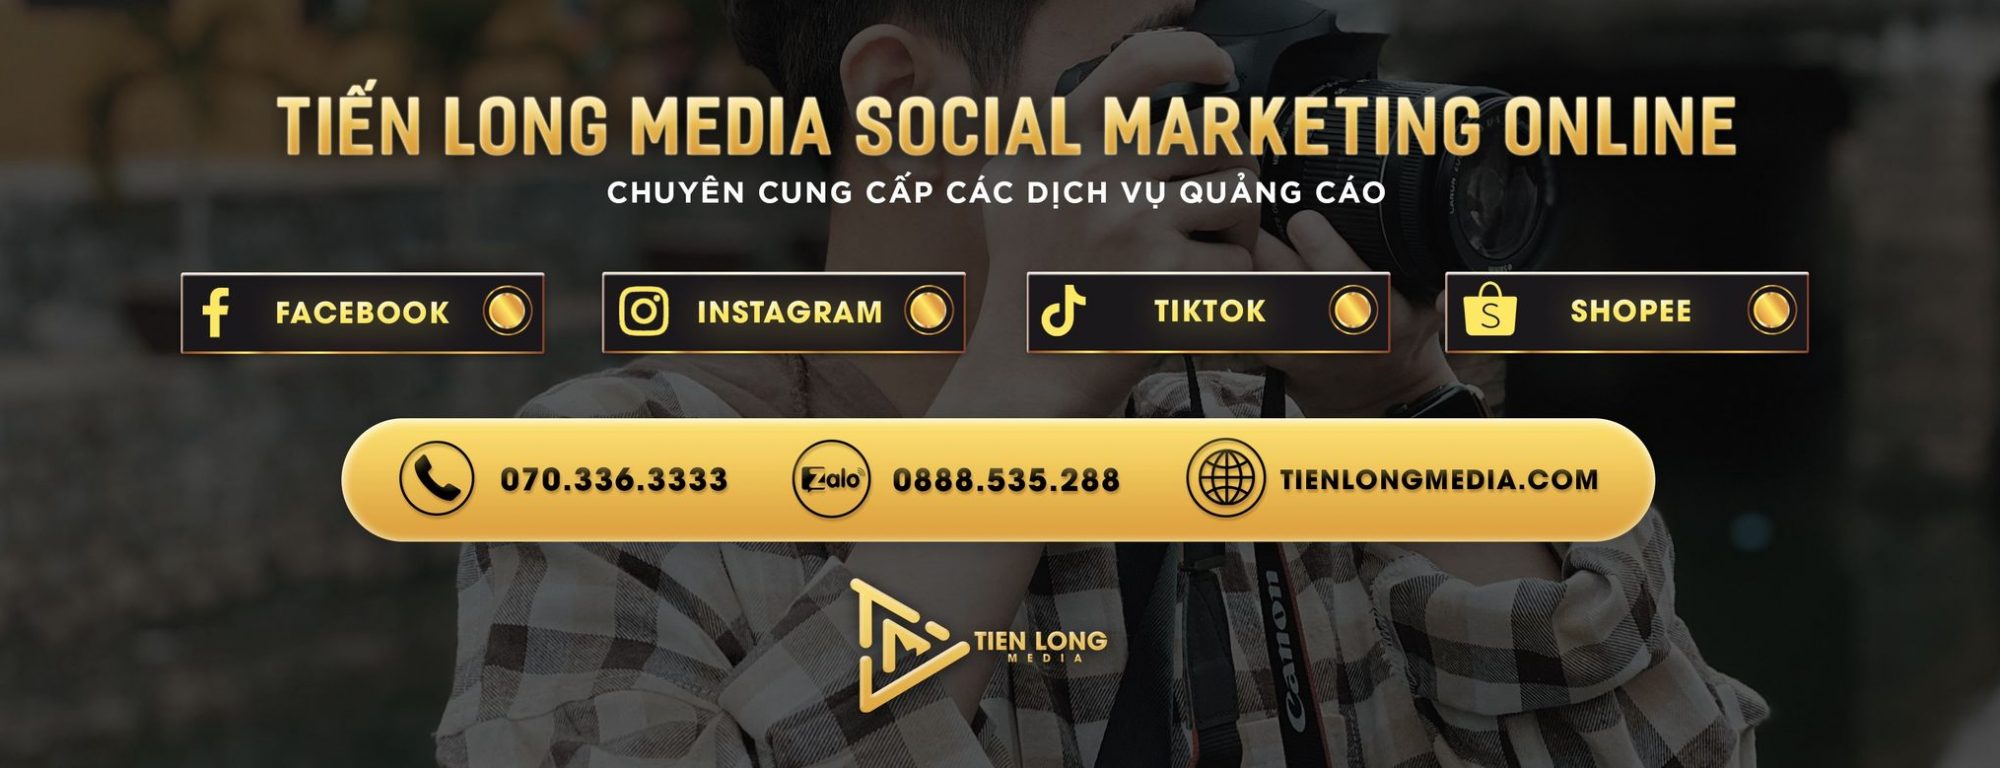 TIẾN LONG MEDIA SOCIAL MARKETING ONLINE
CHUYÊN CUNG CẤP CÁC DỊCH VỤ QUẢNG CÁO
FACEBOOK
INSTAGRAM
TIKTOK
S SHOPEE
070.336.3333
Zalo 0888.535.288
TIENLONGMEDIA.COM
TIEN LONG
MEDIA
Canon